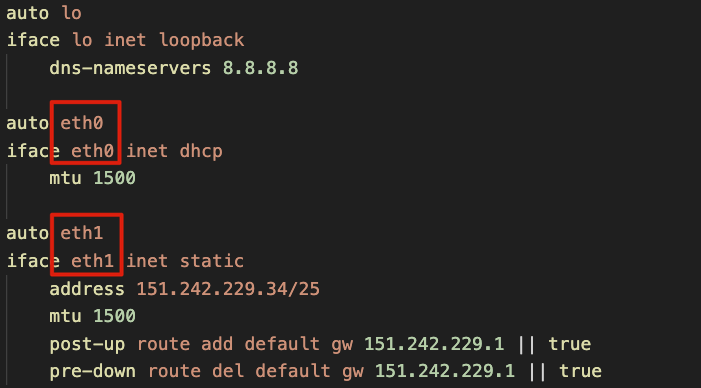 auto lo
iface lo inet loopback
dns-nameservers 8.8.8.8
auto eth0
iface eth0 inet dhcp
mtu 1500
auto eth1
iface eth1 inet static
address 151.242.229.34/25
mtu 1500
post-up route add default gw 151.242.229.1 || true
pre-down route del default gw 151.242.229.1 || true